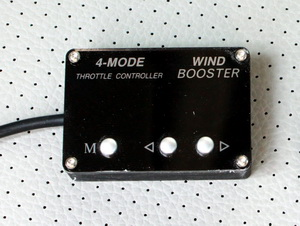 4-MODE WIND
THROTTLE CONTROLLER BOOSTER
M